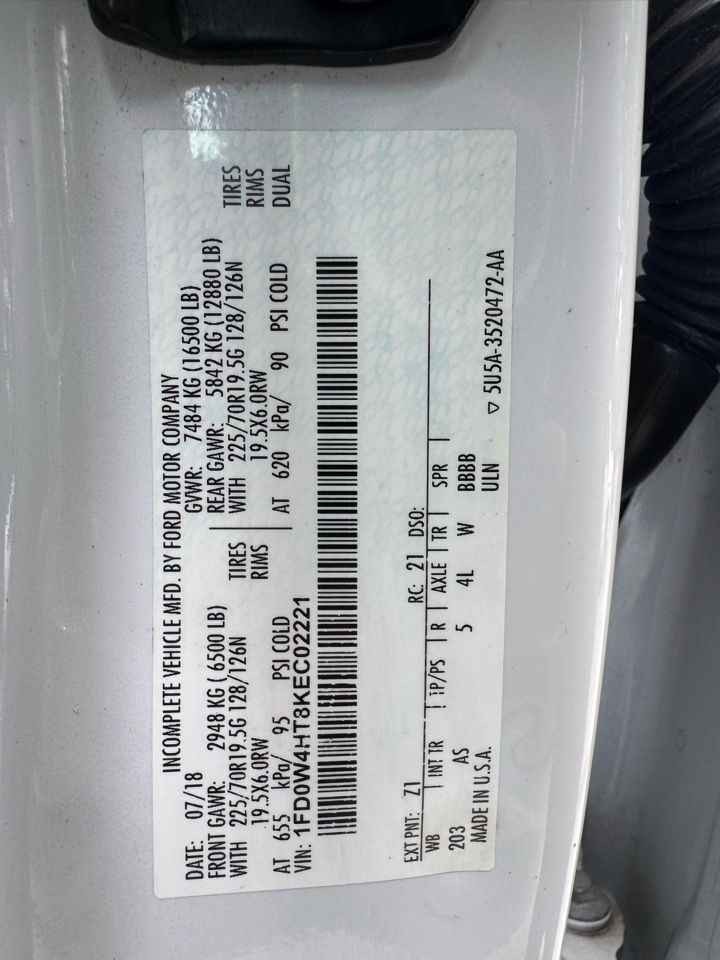 INCOMPLETE VEHICLE MFD. BY FORD MOTOR COMPANY
DATE: 07/18 GVWR: 7484 KG (16500 LB)
FRONT GAWR: 2948 KG ( 6500 LB) REAR GAWR: 5842 KG (12880 LB)
WITH 225/70R19.5G 128/126N TIRES WITH 225/70R19.5G 128/126N TIRES
19.5X6.0RW RIMS 19.5X6.0RW RIMS
AT 655 kPa/ 95 PSI COLD AT 620 kPa/ 90 PSI COLD DUAL
VIN: 1FD0W4HT8KEC02221
EXT PNT: Z1 RC: 21 DSO:
WB INT TR TP/PS R AXLE TR SPR
203 AS 5 4L W BBBB
MADE IN U.S.A. ULN
▽ 5U5A-3520472-AA